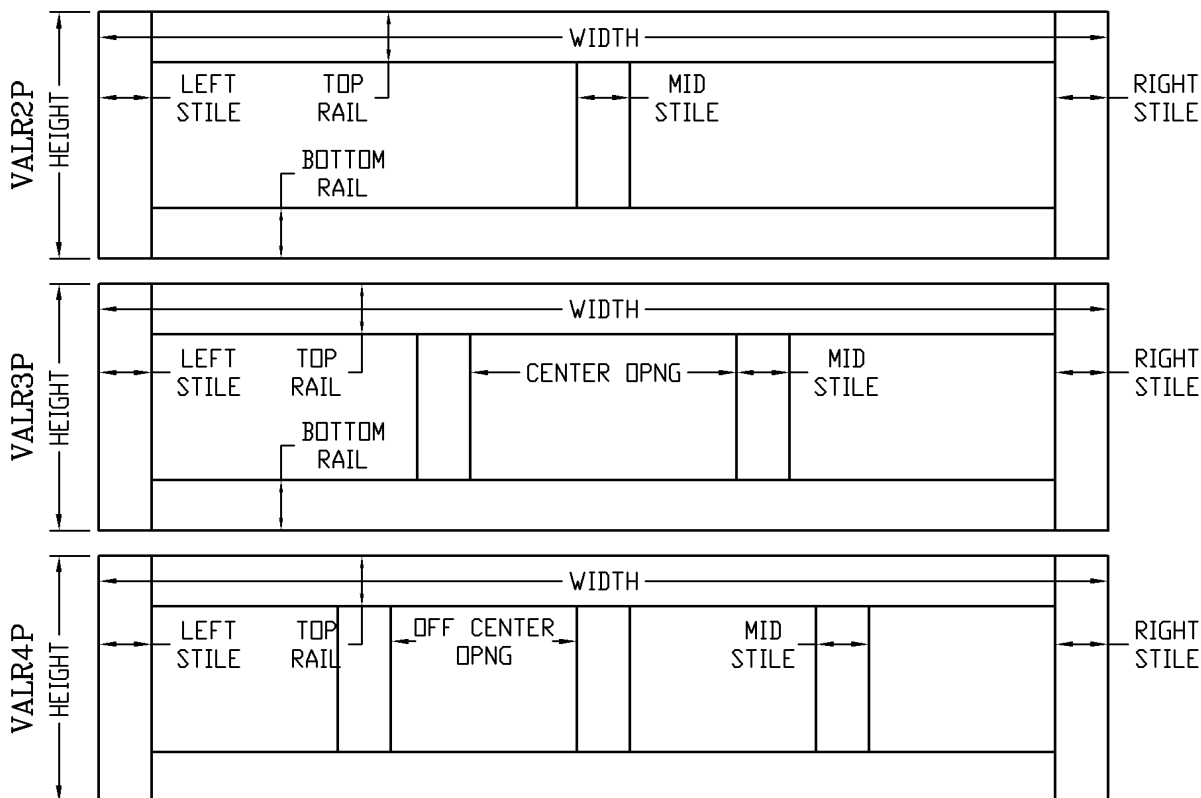 VALR2P
HEIGHT
WIDTH
LEFT
STILE
TOP
RAIL
MID
STILE
RIGHT
STILE
BOTTOM
RAIL
VALR3P
HEIGHT
WIDTH
LEFT
STILE
TOP
RAIL
CENTER OPNG
MID
STILE
RIGHT
STILE
BOTTOM
RAIL
VALR4P
HEIGHT
WIDTH
LEFT
STILE
TOP
RAIL
OFF CENTER
OPNG
MID
STILE
RIGHT
STILE